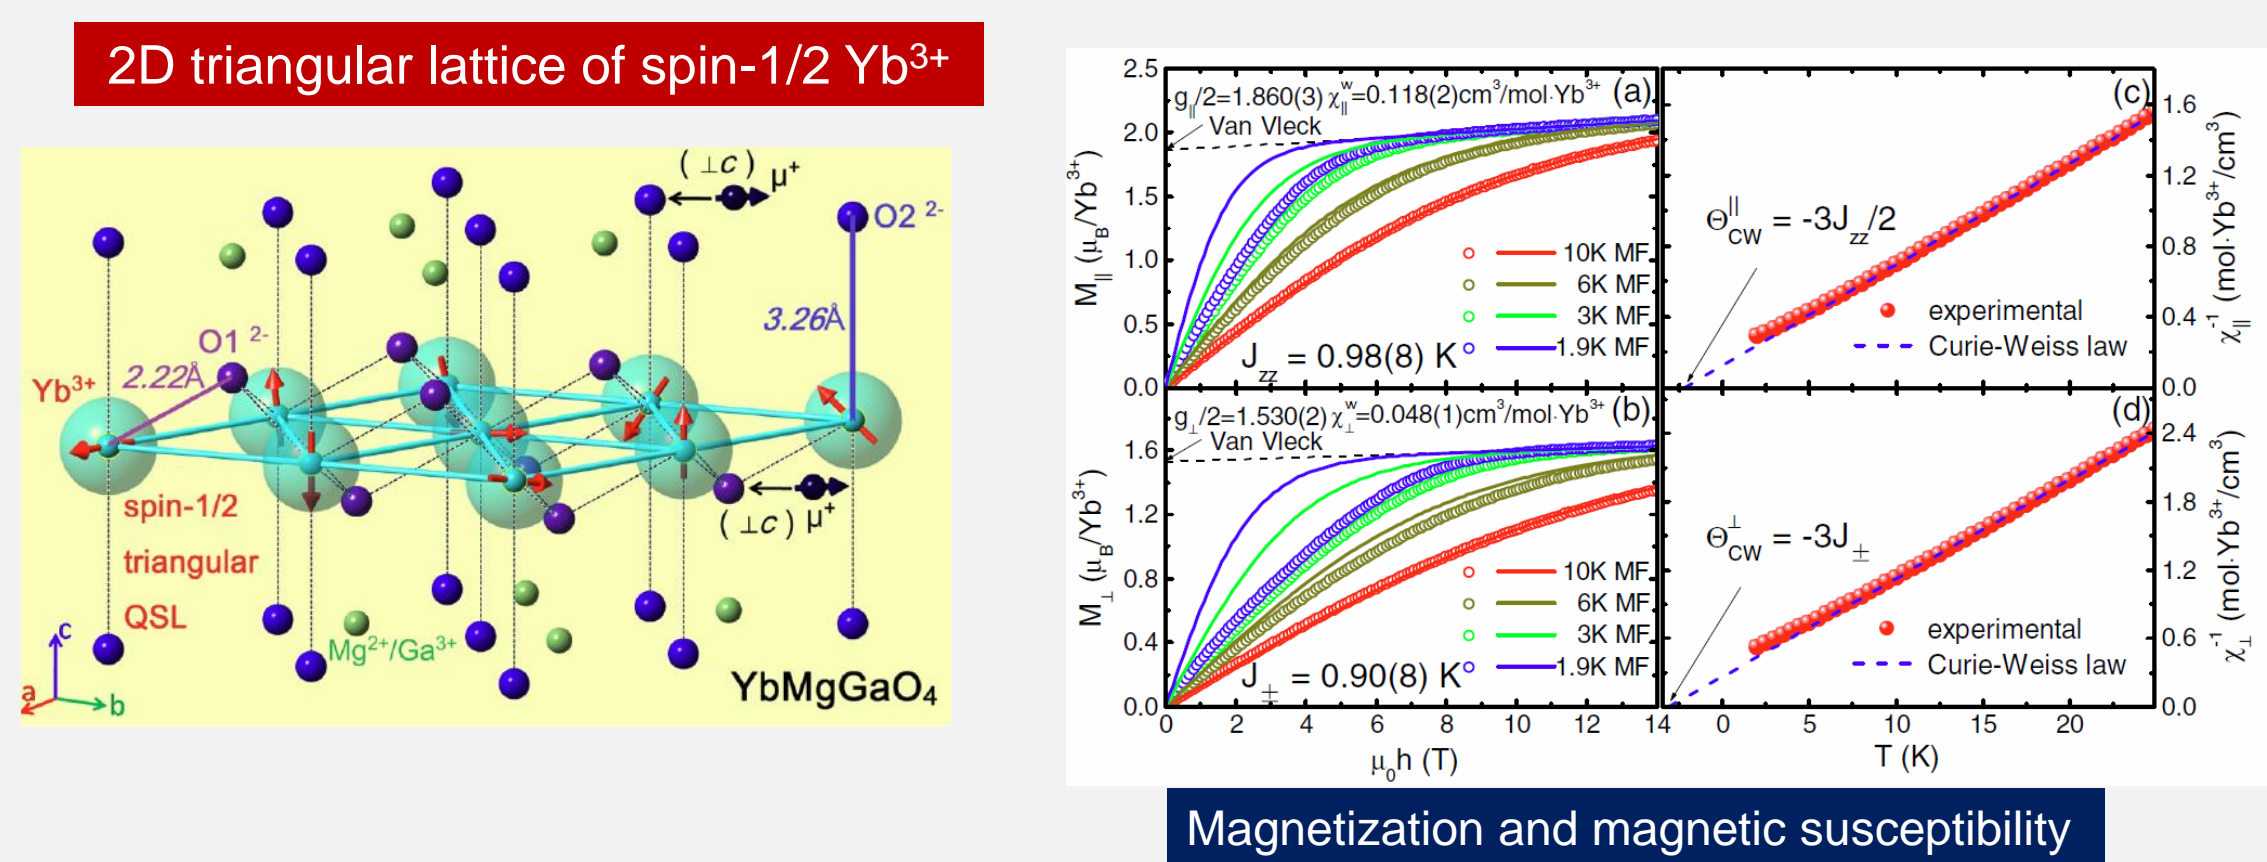 2D triangular lattice of spin-1/2 Yb³⁺
(⊥c) μ⁺
O2 ²⁻
3.26Å
O1 ²⁻
2.22Å
Yb³⁺
(⊥c) μ⁺
spin-1/2
triangular
QSL
Mg²⁺/Ga³⁺
YbMgGaO₄
c
a
b
(a)
g∥/2=1.860(3) χ∥ʷ=0.118(2)cm³/mol·Yb³⁺
Van Vleck
2.5
2.0
1.5
1.0
0.5
0.0
M∥ (μ_B/Yb³⁺)
10K MF
6K MF
3K MF
1.9K MF
J_zz = 0.98(8) K
(c)
Θ_CW^∥ = -3J_zz/2
experimental
Curie-Weiss law
1.6
1.2
0.8
0.4
0.0
χ∥⁻¹ (mol·Yb³⁺/cm³)
(b)
g⊥/2=1.530(2) χ⊥ʷ=0.048(1)cm³/mol·Yb³⁺
Van Vleck
1.6
1.2
0.8
0.4
0.0
M⊥ (μ_B/Yb³⁺)
10K MF
6K MF
3K MF
1.9K MF
J_± = 0.90(8) K
0 2 4 6 8 10 12 14
μ₀h (T)
(d)
Θ_CW^⊥ = -3J_±
experimental
Curie-Weiss law
2.4
1.8
1.2
0.6
0.0
χ⊥⁻¹ (mol·Yb³⁺/cm³)
0 5 10 15 20
T (K)
Magnetization and magnetic susceptibility